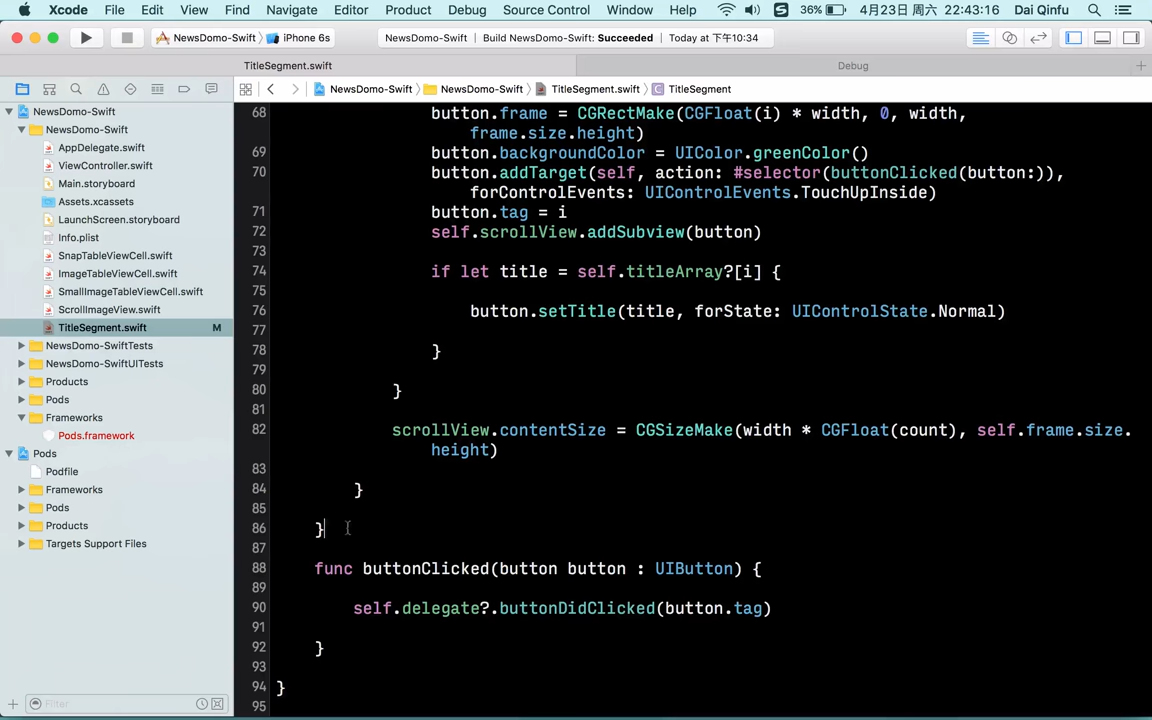 Xcode File Edit View Find Navigate Editor Product Debug Source Control Window Help 36% 4月23日 周六 22:43:16 Dai Qinfu
NewsDomo-Swift iPhone 6s NewsDomo-Swift Build NewsDomo-Swift: Succeeded Today at 下午10:34
TitleSegment.swift Debug
NewsDomo-Swift NewsDomo-Swift TitleSegment.swift TitleSegment
NewsDomo-Swift
NewsDomo-Swift
AppDelegate.swift
ViewController.swift
Main.storyboard
Assets.xcassets
LaunchScreen.storyboard
Info.plist
SnapTableViewCell.swift
ImageTableViewCell.swift
SmallImageTableViewCell.swift
ScrollImageView.swift
TitleSegment.swift M
NewsDomo-SwiftTests
NewsDomo-SwiftUITests
Products
Pods
Frameworks
Pods.framework
Pods
Podfile
Frameworks
Pods
Products
Targets Support Files
Filter
68 button.frame = CGRectMake(CGFloat(i) * width, 0, width,
frame.size.height)
69 button.backgroundColor = UIColor.greenColor()
70 button.addTarget(self, action: #selector(buttonClicked(button:)),
forControlEvents: UIControlEvents.TouchUpInside)
71 button.tag = i
72 self.scrollView.addSubview(button)
73
74 if let title = self.titleArray?[i] {
75
76 button.setTitle(title, forState: UIControlState.Normal)
77
78 }
79
80 }
81
82 scrollView.contentSize = CGSizeMake(width * CGFloat(count), self.frame.size.
height)
83
84 }
85
86 }
87
88 func buttonClicked(button button : UIButton) {
89
90 self.delegate?.buttonDidClicked(button.tag)
91
92 }
93
94 }
95